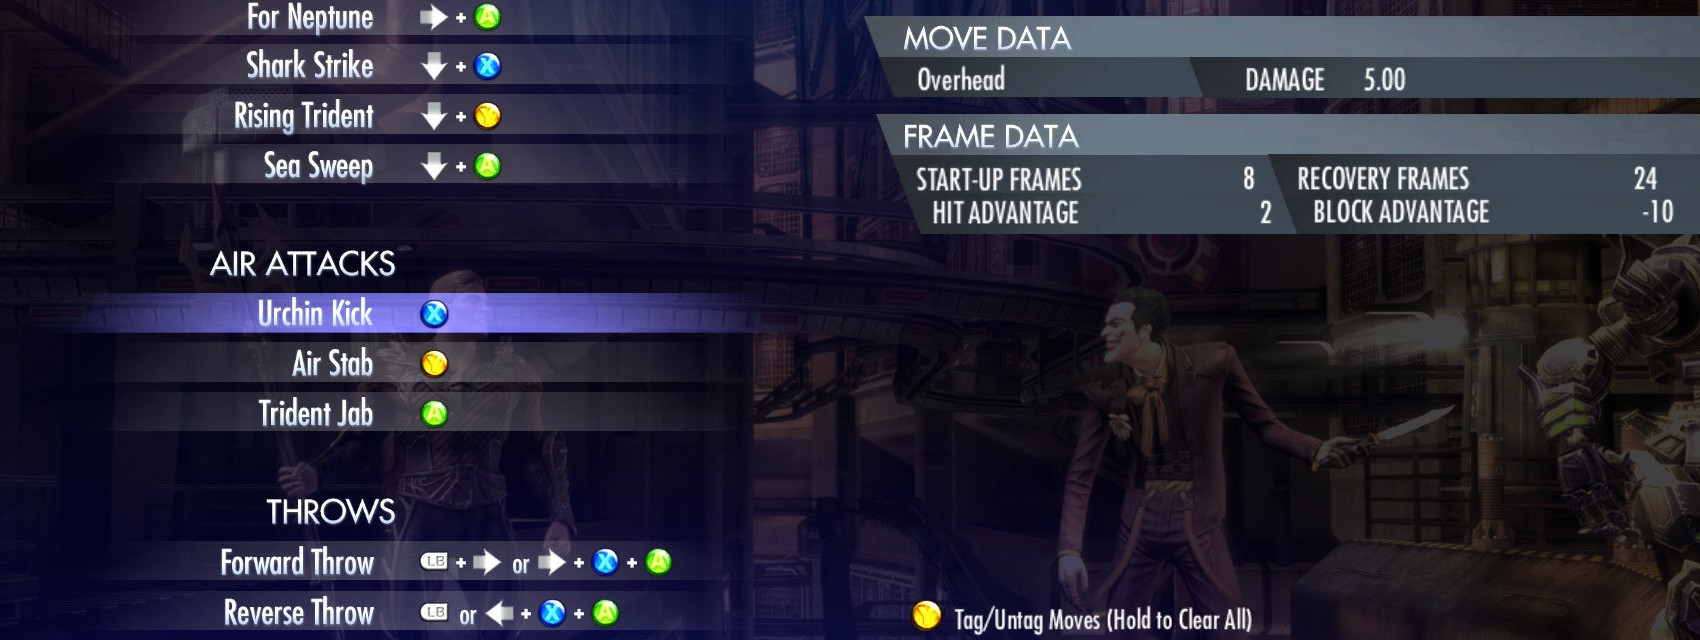 For Neptune + A
Shark Strike + X
Rising Trident + Y
Sea Sweep + A
AIR ATTACKS
Urchin Kick X
Air Stab Y
Trident Jab A
THROWS
Forward Throw LB + or + X + A
Reverse Throw LB or + X + A
MOVE DATA
Overhead DAMAGE 5.00
FRAME DATA
START-UP FRAMES 8 RECOVERY FRAMES 24
HIT ADVANTAGE 2 BLOCK ADVANTAGE -10
Y Tag/Untag Moves (Hold to Clear All)